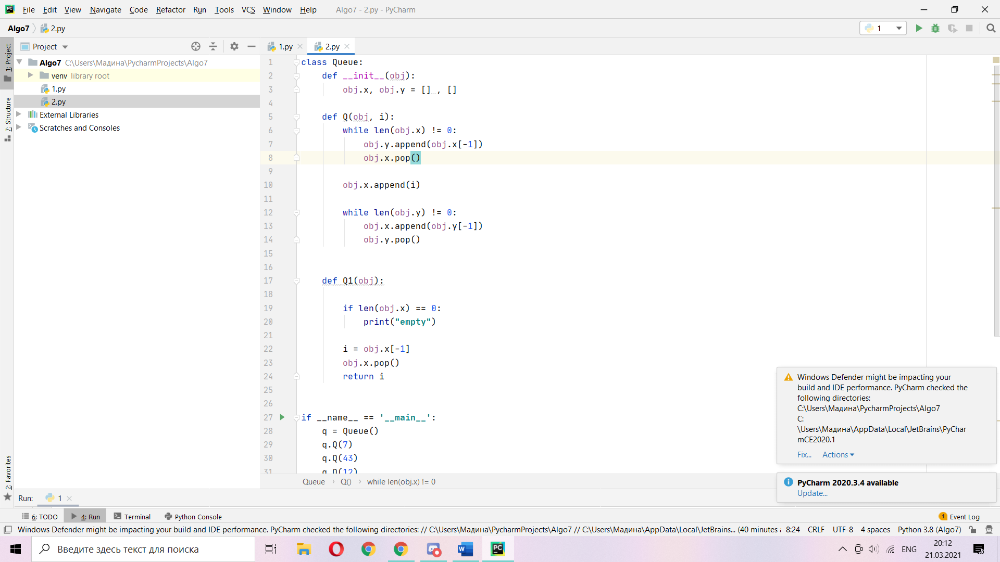 File Edit View Navigate Code Refactor Run Tools VCS Window Help Algo7 - 2.py - PyCharm
Algo7 2.py 1
1: Project
7: Structure
2: Favorites
Project
Algo7 C:\Users\Мадина\PycharmProjects\Algo7
venv library root
1.py
2.py
External Libraries
Scratches and Consoles
1.py 2.py
1 class Queue:
2 def __init__(obj):
3 obj.x, obj.y = [] , []
4
5 def Q(obj, i):
6 while len(obj.x) != 0:
7 obj.y.append(obj.x[-1])
8 obj.x.pop()
9
10 obj.x.append(i)
11
12 while len(obj.y) != 0:
13 obj.x.append(obj.y[-1])
14 obj.y.pop()
15
16
17 def Q1(obj):
18
19 if len(obj.x) == 0:
20 print("empty")
21
22 i = obj.x[-1]
23 obj.x.pop()
24 return i
25
26
27 if __name__ == '__main__':
28 q = Queue()
29 q.Q(7)
30 q.Q(43)
31 q.Q(12)
Queue Q() while len(obj.x) != 0
Windows Defender might be impacting your
build and IDE performance. PyCharm checked the
following directories:
C:\Users\Мадина\PycharmProjects\Algo7
C:
\Users\Мадина\AppData\Local\JetBrains\PyChar
mCE2020.1
Fix... Actions
PyCharm 2020.3.4 available
Update...
Run: 1
6: TODO 4: Run Terminal Python Console 1 Event Log
Windows Defender might be impacting your build and IDE performance. PyCharm checked the following directories: // C:\Users\Мадина\PycharmProjects\Algo7 // C:\Users\Мадина\AppData\Local\JetBrains... (40 minutes 8:24 CRLF UTF-8 4 spaces Python 3.8 (Algo7)
Введите здесь текст для поиска
ENG
20:12
21.03.2021